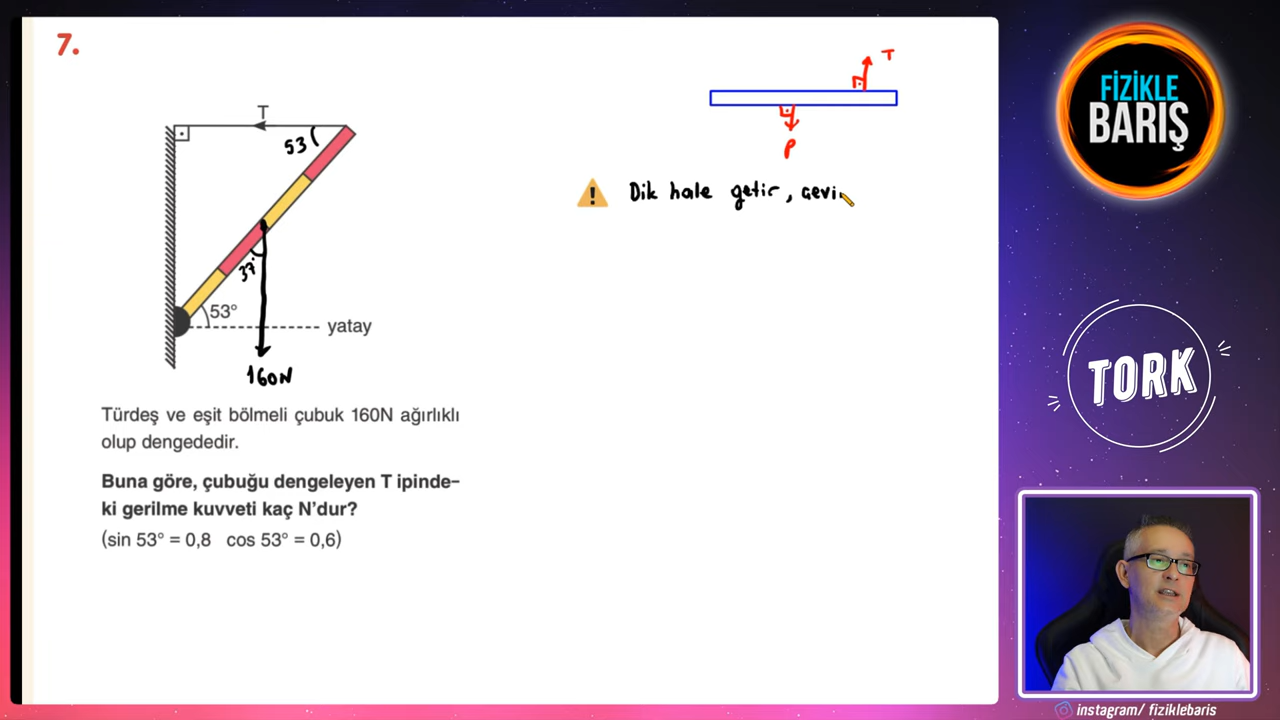 7.
T
53
37°
53°
yatay
160N
Türdeş ve eşit bölmeli çubuk 160N ağırlıklı
olup dengededir.
Buna göre, çubuğu dengeleyen T ipinde-
ki gerilme kuvveti kaç N'dur?
(sin 53° = 0,8 cos 53° = 0,6)
T
P
! Dik hale getir, çevir
FİZİKLE
BARIŞ
TORK
instagram/ fiziklebaris